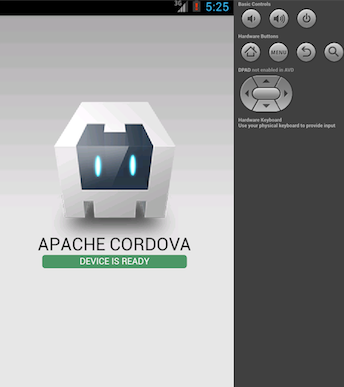 3G
5:25
Basic Controls
Hardware Buttons
MENU
DPAD not enabled in AVD
Hardware Keyboard
Use your physical keyboard to provide input
APACHE CORDOVA
DEVICE IS READY